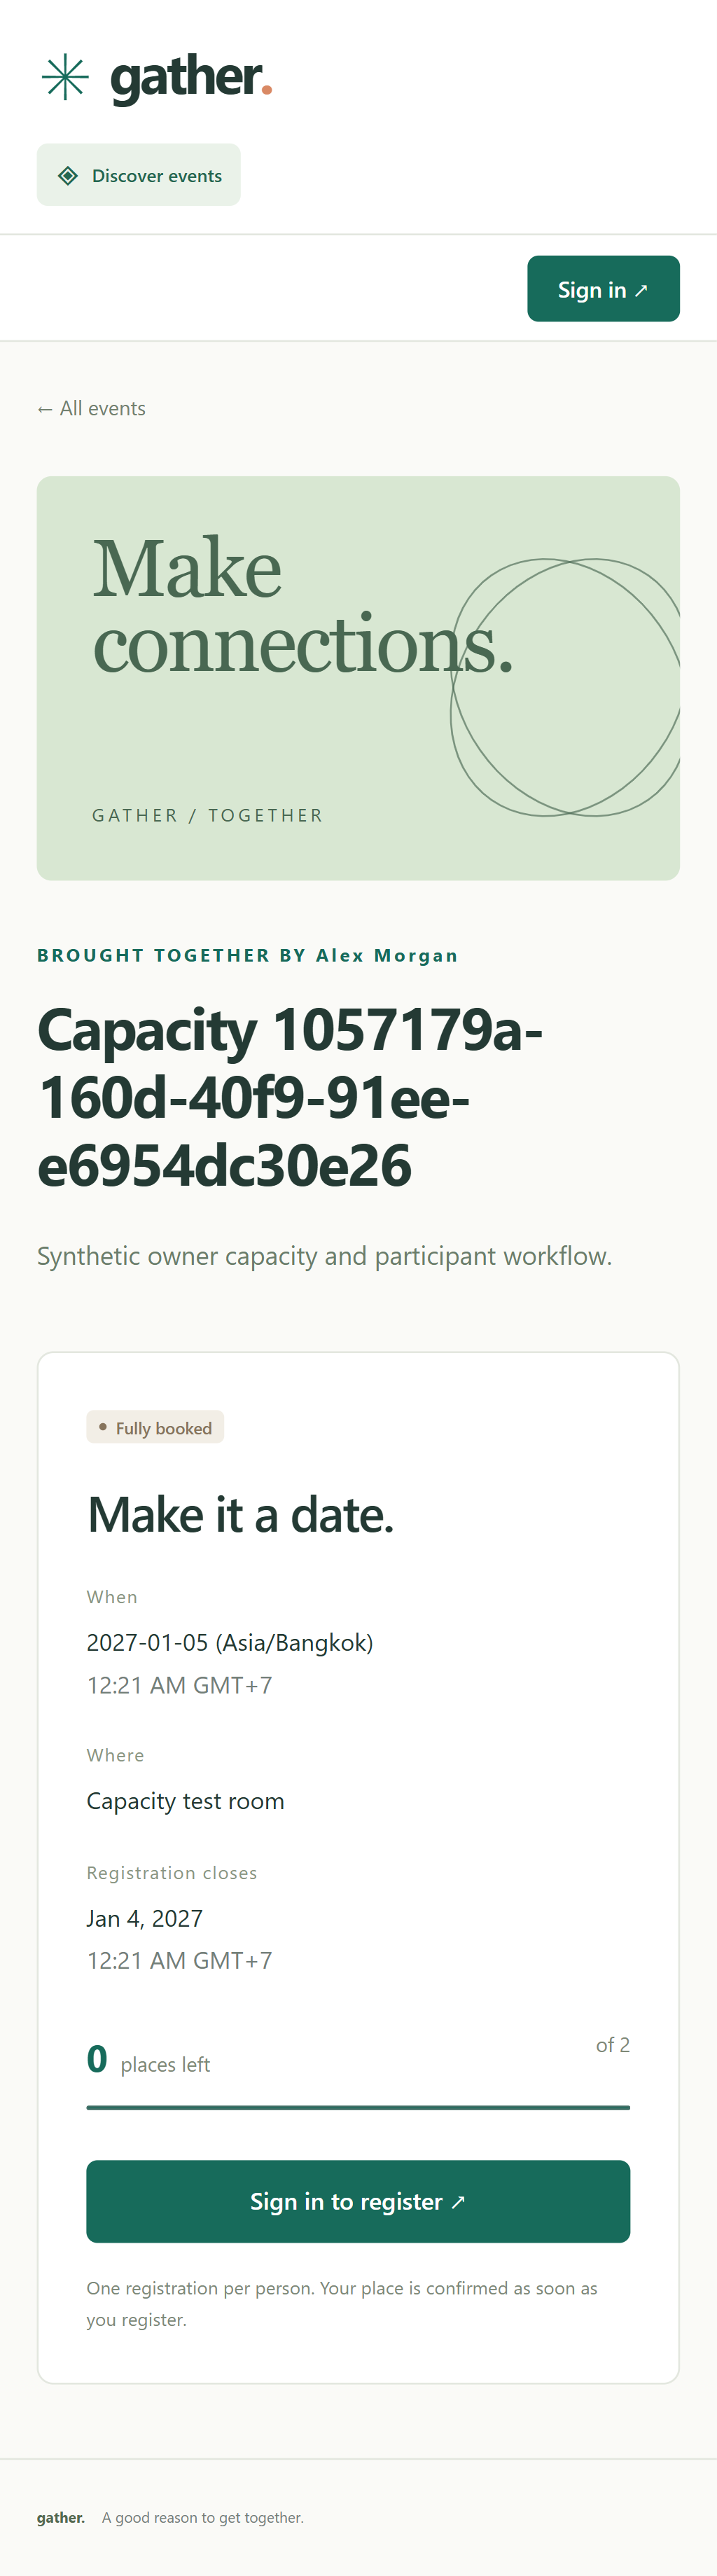 gather.
Discover events
Sign in ↗
← All events
Make
connections.
GATHER / TOGETHER
BROUGHT TOGETHER BY Alex Morgan
Capacity 1057179a-
160d-40f9-91ee-
e6954dc30e26
Synthetic owner capacity and participant workflow.
Fully booked
Make it a date.
When
2027-01-05 (Asia/Bangkok)
12:21 AM GMT+7
Where
Capacity test room
Registration closes
Jan 4, 2027
12:21 AM GMT+7
0 places left
of 2
Sign in to register ↗
One registration per person. Your place is confirmed as soon as
you register.
gather. A good reason to get together.